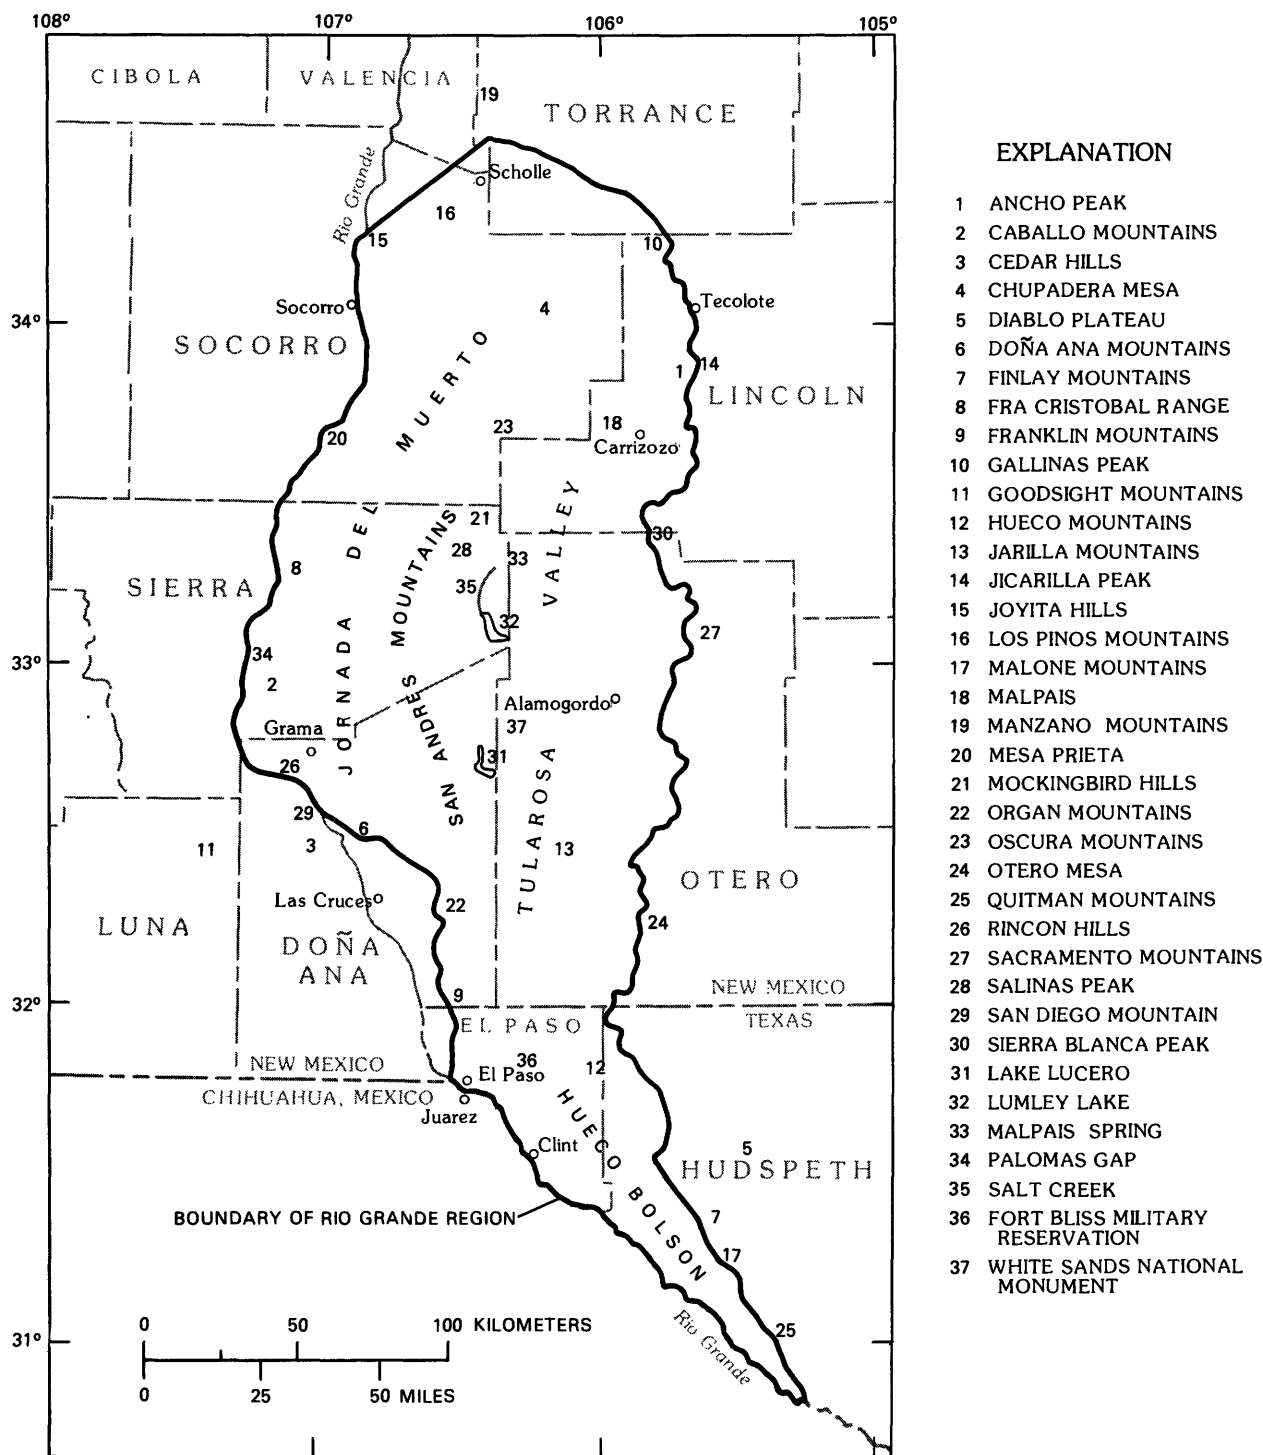 108° 107° 106° 105°
CIBOLA VALENCIA
19
TORRANCE
Rio Grande
Scholle
16
15
10
Socorro
4
Tecolote
34°
SOCORRO
1 14
LINCOLN
20
23
18
Carrizozo
21
30
28
33
8
35
SIERRA
32
27
34
33°
2
Alamogordo
37
Grama
26
31
29
6
3
11
13
JORNADA DEL MUERTO
SAN ANDRES MOUNTAINS
TULAROSA VALLEY
OTERO
Las Cruces
22
24
LUNA
DOÑA
ANA
32°
9
NEW MEXICO
TEXAS
EL PASO
36
12
NEW MEXICO
CHIHUAHUA, MEXICO
El Paso
Juarez
HUECO BOLSON
Clint
5
HUDSPETH
BOUNDARY OF RIO GRANDE REGION
7
17
25
Rio Grande
31°
0 50 100 KILOMETERS
0 25 50 MILES
EXPLANATION
1 ANCHO PEAK
2 CABALLO MOUNTAINS
3 CEDAR HILLS
4 CHUPADERA MESA
5 DIABLO PLATEAU
6 DOÑA ANA MOUNTAINS
7 FINLAY MOUNTAINS
8 FRA CRISTOBAL RANGE
9 FRANKLIN MOUNTAINS
10 GALLINAS PEAK
11 GOODSIGHT MOUNTAINS
12 HUECO MOUNTAINS
13 JARILLA MOUNTAINS
14 JICARILLA PEAK
15 JOYITA HILLS
16 LOS PINOS MOUNTAINS
17 MALONE MOUNTAINS
18 MALPAIS
19 MANZANO MOUNTAINS
20 MESA PRIETA
21 MOCKINGBIRD HILLS
22 ORGAN MOUNTAINS
23 OSCURA MOUNTAINS
24 OTERO MESA
25 QUITMAN MOUNTAINS
26 RINCON HILLS
27 SACRAMENTO MOUNTAINS
28 SALINAS PEAK
29 SAN DIEGO MOUNTAIN
30 SIERRA BLANCA PEAK
31 LAKE LUCERO
32 LUMLEY LAKE
33 MALPAIS SPRING
34 PALOMAS GAP
35 SALT CREEK
36 FORT BLISS MILITARY
RESERVATION
37 WHITE SANDS NATIONAL
MONUMENT